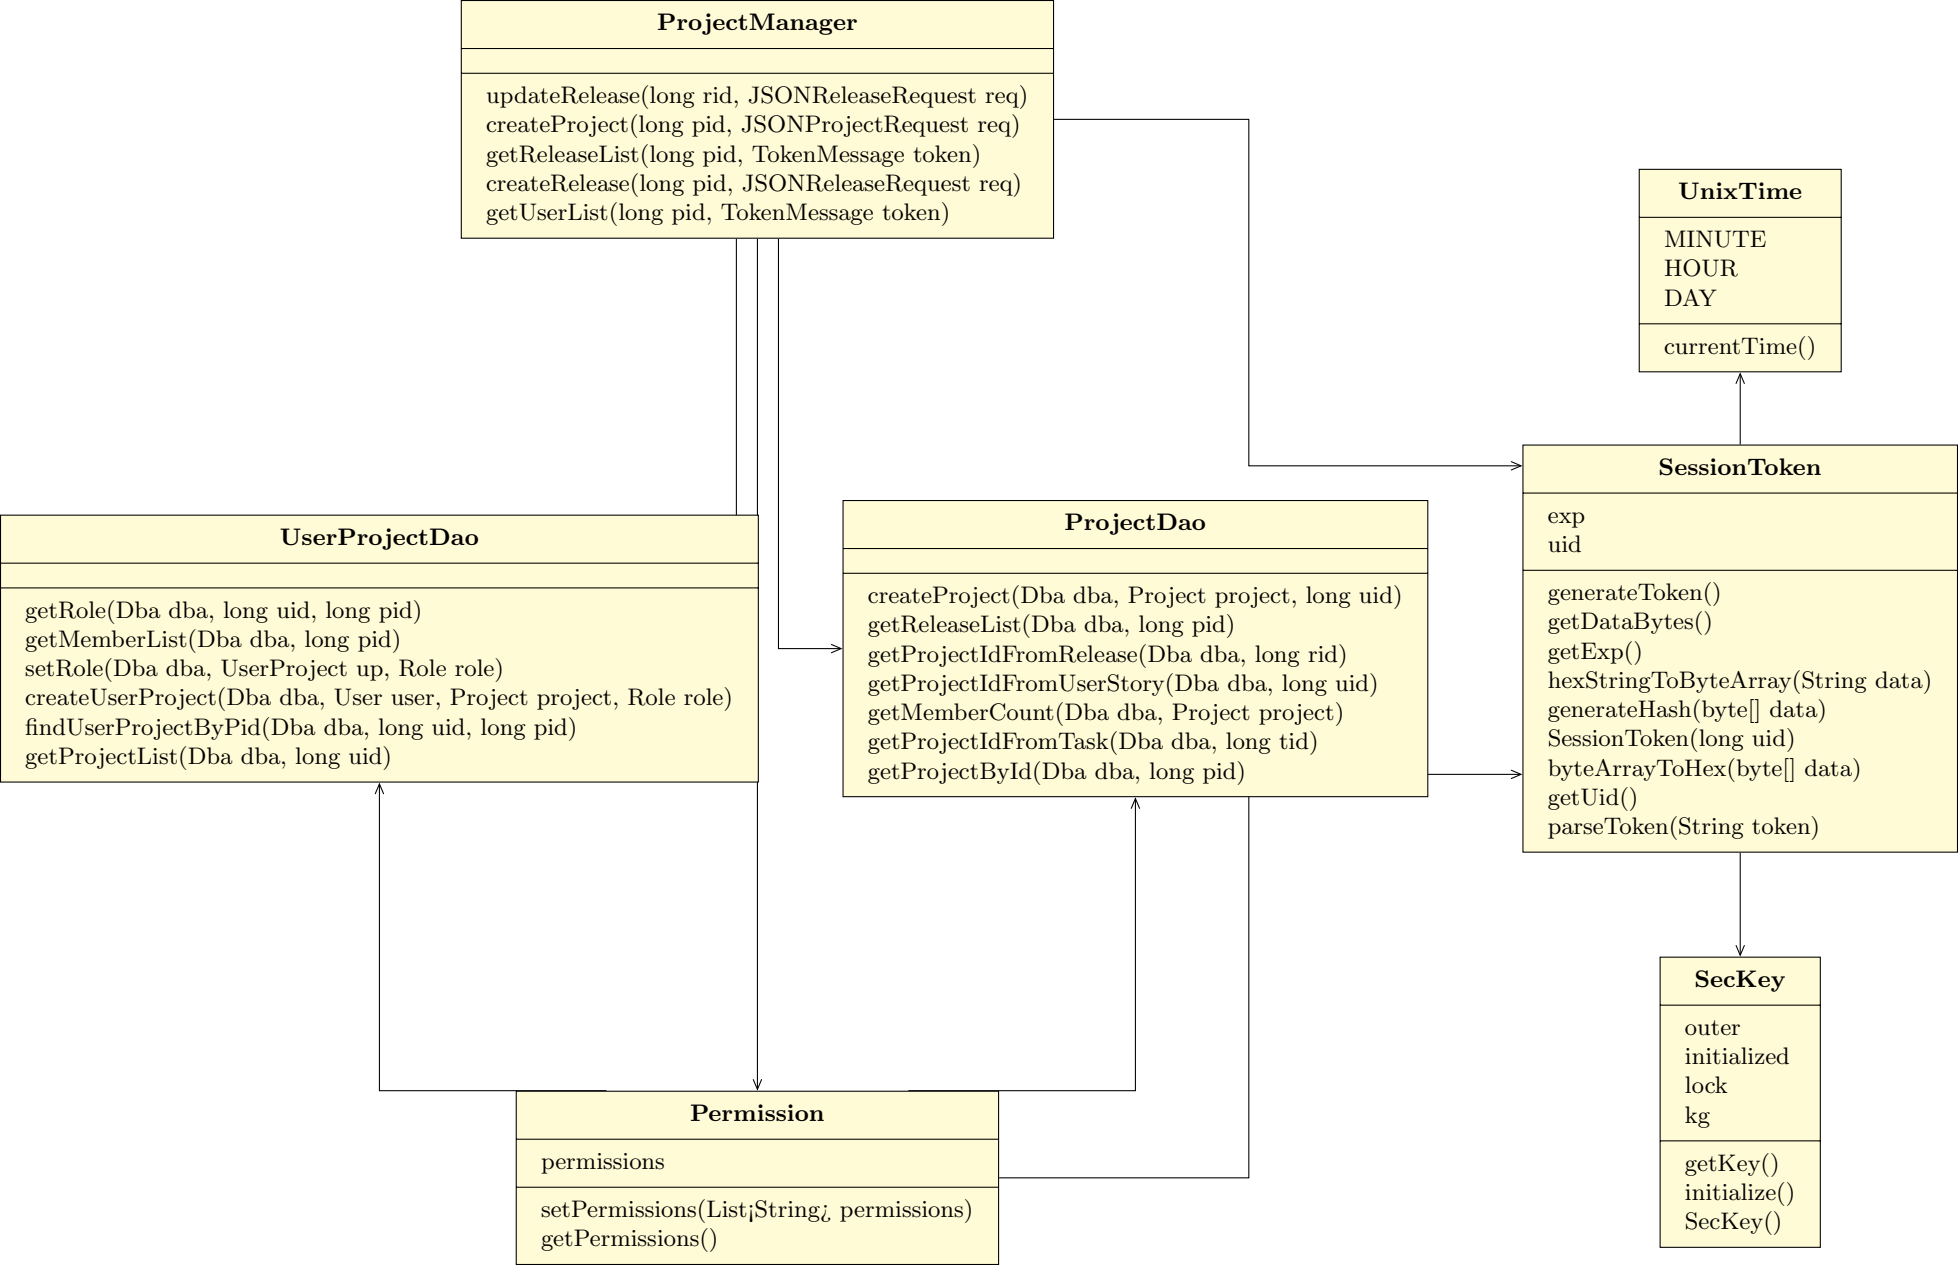 ProjectManager
updateRelease(long rid, JSONReleaseRequest req)
createProject(long pid, JSONProjectRequest req)
getReleaseList(long pid, TokenMessage token)
createRelease(long pid, JSONReleaseRequest req)
getUserList(long pid, TokenMessage token)
UnixTime
MINUTE
HOUR
DAY
currentTime()
UserProjectDao
getRole(Dba dba, long uid, long pid)
getMemberList(Dba dba, long pid)
setRole(Dba dba, UserProject up, Role role)
createUserProject(Dba dba, User user, Project project, Role role)
findUserProjectByPid(Dba dba, long uid, long pid)
getProjectList(Dba dba, long uid)
ProjectDao
createProject(Dba dba, Project project, long uid)
getReleaseList(Dba dba, long pid)
getProjectIdFromRelease(Dba dba, long rid)
getProjectIdFromUserStory(Dba dba, long uid)
getMemberCount(Dba dba, Project project)
getProjectIdFromTask(Dba dba, long tid)
getProjectById(Dba dba, long pid)
SessionToken
exp
uid
generateToken()
getDataBytes()
getExp()
hexStringToByteArray(String data)
generateHash(byte[] data)
SessionToken(long uid)
byteArrayToHex(byte[] data)
getUid()
parseToken(String token)
Permission
permissions
setPermissions(List¡String¿ permissions)
getPermissions()
SecKey
outer
initialized
lock
kg
getKey()
initialize()
SecKey()